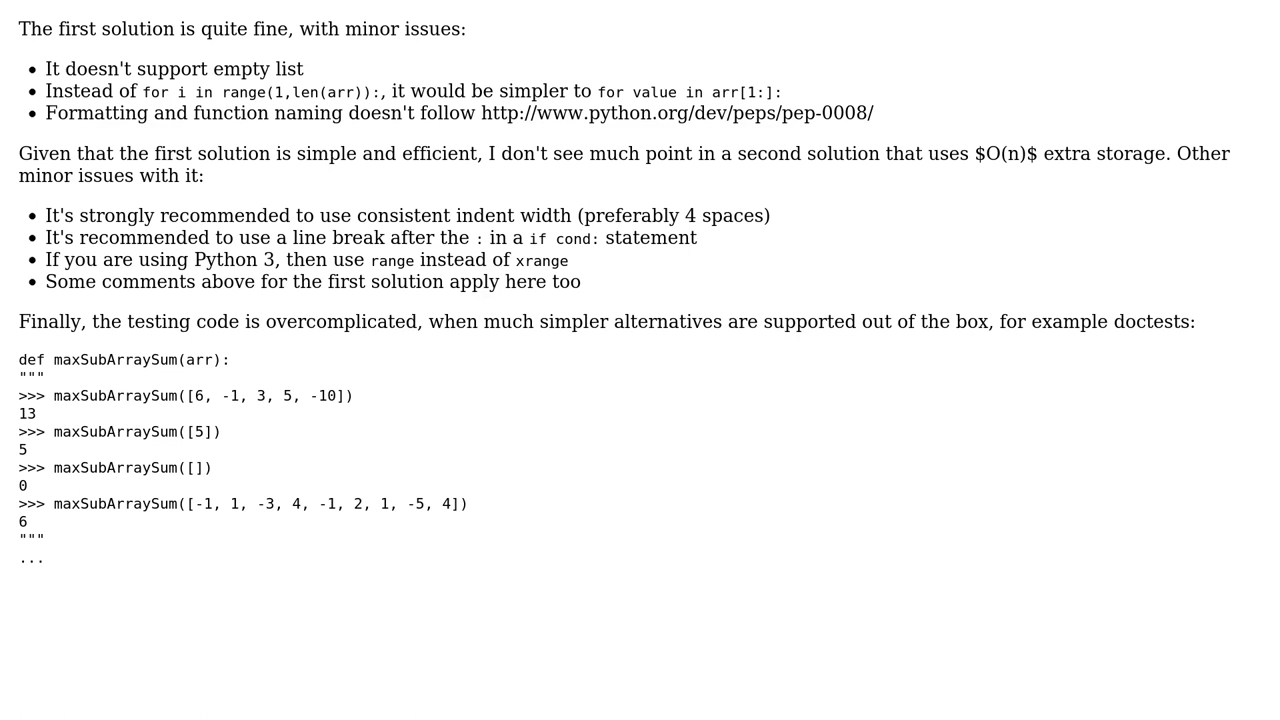 The first solution is quite fine, with minor issues:
• It doesn't support empty list
• Instead of for i in range(1,len(arr)):, it would be simpler to for value in arr[1:]:
• Formatting and function naming doesn't follow http://www.python.org/dev/peps/pep-0008/
Given that the first solution is simple and efficient, I don't see much point in a second solution that uses $O(n)$ extra storage. Other
minor issues with it:
• It's strongly recommended to use consistent indent width (preferably 4 spaces)
• It's recommended to use a line break after the : in a if cond: statement
• If you are using Python 3, then use range instead of xrange
• Some comments above for the first solution apply here too
Finally, the testing code is overcomplicated, when much simpler alternatives are supported out of the box, for example doctests:
def maxSubArraySum(arr):
"""
>>> maxSubArraySum([6, -1, 3, 5, -10])
13
>>> maxSubArraySum([5])
5
>>> maxSubArraySum([])
0
>>> maxSubArraySum([-1, 1, -3, 4, -1, 2, 1, -5, 4])
6
"""
...